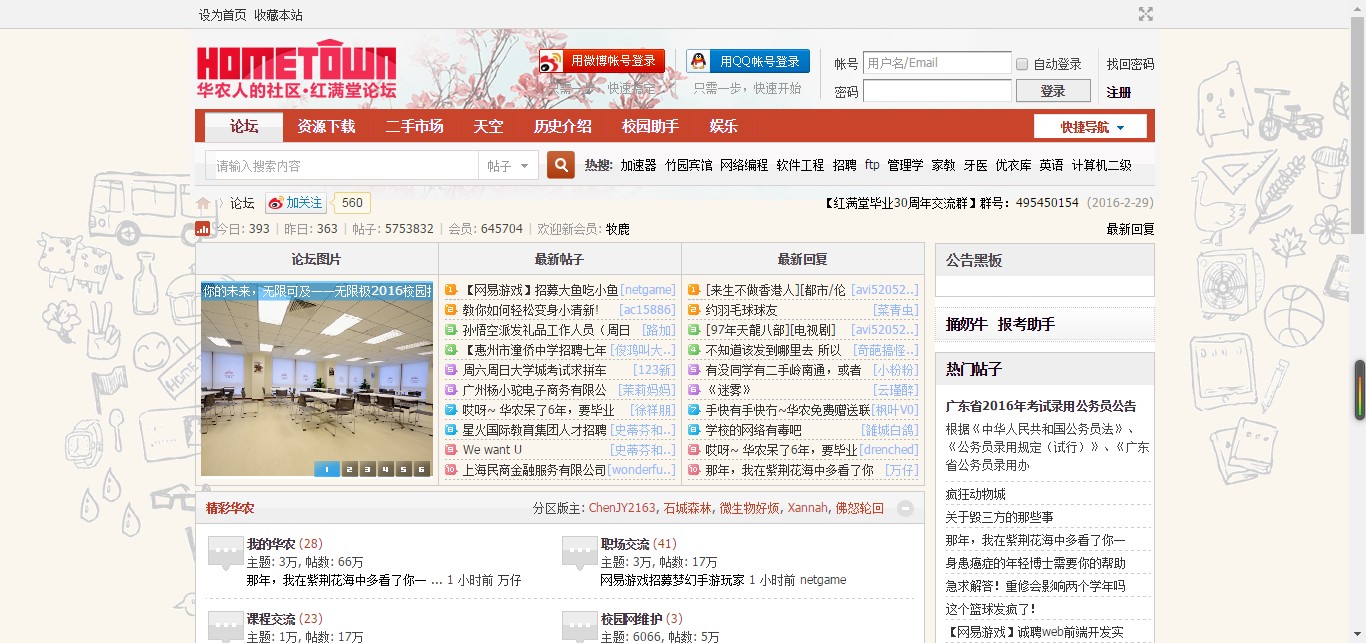 设为首页 收藏本站
HOMETOWN
华农人的社区·红满堂论坛
用微博帐号登录
只需一步，快速搞定
用QQ帐号登录
只需一步，快速开始
帐号 用户名/Email 自动登录 找回密码
密码 登录 注册
论坛 资源下载 二手市场 天空 历史介绍 校园助手 娱乐 快捷导航
请输入搜索内容 帖子 热搜: 加速器 竹园宾馆 网络编程 软件工程 招聘 ftp 管理学 家教 牙医 优衣库 英语 计算机二级
论坛 加关注 560 【红满堂毕业30周年交流群】群号：495450154 (2016-2-29)
今日: 393 | 昨日: 363 | 帖子: 5753832 | 会员: 645704 | 欢迎新会员: 牧鹿 最新回复
论坛图片
你的未来，无限可及——无限极2016校园招
1 2 3 4 5 6
最新帖子
1 【网易游戏】招募大鱼吃小鱼 [netgame]
2 教你如何轻松变身小清新! [ac15886]
3 孙悟空派发礼品工作人员（周日 [路加]
4 【惠州市潼侨中学招聘七年 [俊鸡叫大..]
5 周六周日大学城考试求拼车 [123新]
6 广州杨小驼电子商务有限公 [茉莉妈妈]
7 哎呀~ 华农呆了6年，要毕业 [徐祥朋]
8 星火国际教育集团人才招聘 [史蒂芬和..]
9 We want U [史蒂芬和..]
10 上海民商金融服务有限公司 [wonderfu..]
最新回复
1 [来生不做香港人][都市/伦 [avi52052..]
2 约羽毛球球友 [菜青虫]
3 [97年天龍八部][电视剧] [avi52052..]
4 不知道该发到哪里去 所以 [奇葩搞怪..]
5 有没同学有二手岭南通，或者 [小粉粉]
6 《迷雾》 [云瑾醉]
7 手快有手快冇~华农免费赠送联 [枫叶V0]
8 学校的网络有毒吧 [雏城白鸽]
9 哎呀~ 华农呆了6年，要毕业 [drenched]
10 那年，我在紫荆花海中多看了你 [万仔]
公告黑板
摘奶牛 报考助手
热门帖子
广东省2016年考试录用公务员公告
根据《中华人民共和国公务员法》、
《公务员录用规定（试行）》、《广东
省公务员录用办
疯狂动物城
关于毁三方的那些事
那年，我在紫荆花海中多看了你一
身患癌症的年轻博士需要你的帮助
急求解答！重修会影响两个学年吗
这个篮球发疯了！
【网易游戏】诚聘web前端开发实
精彩华农 分区版主: ChenJY2163, 石城森林, 微生物好烦, Xannah, 佛怒轮回
我的华农 (28)
主题: 3万, 帖数: 66万
那年，我在紫荆花海中多看了你一 ... 1 小时前 万仔
职场交流 (41)
主题: 3万, 帖数: 17万
网易游戏招募梦幻手游玩家 1 小时前 netgame
课程交流 (23)
主题: 1万, 帖数: 17万
校园网维护 (3)
主题: 6066, 帖数: 5万